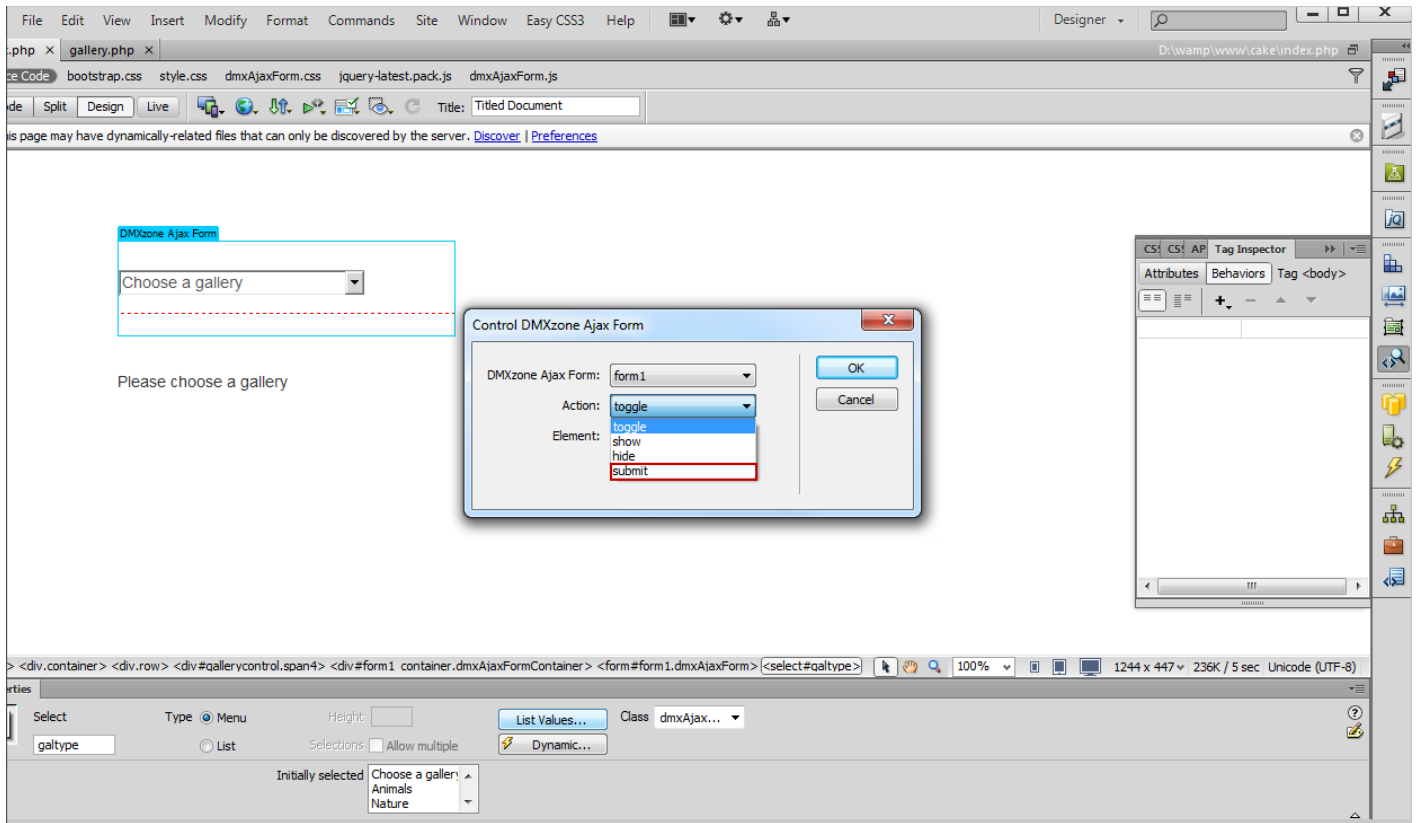 File Edit View Insert Modify Format Commands Site Window Easy CSS3 Help Designer
.php × gallery.php × D:\wamp\www\cake\index.php
ce Code bootstrap.css style.css dmxAjaxForm.css jquery-latest.pack.js dmxAjaxForm.js
de Split Design Live Title: Titled Document
is page may have dynamically-related files that can only be discovered by the server. Discover | Preferences
DMXzone Ajax Form
Choose a gallery
Please choose a gallery
Control DMXzone Ajax Form
DMXzone Ajax Form: form1
Action: toggle
Element:
toggle
show
hide
submit
OK
Cancel
CS! CS! AP Tag Inspector
Attributes Behaviors Tag <body>
jQ
> <div.container> <div.row> <div#gallerycontrol.span4> <div#form1 container.dmxAjaxFormContainer> <form#form1.dmxAjaxForm> <select#galtype> 100% 1244 x 447 236K / 5 sec Unicode (UTF-8)
erties
Select Type Menu Height List Values... Class dmxAjax...
galtype List Selections Allow multiple Dynamic...
Initially selected Choose a gallery
Animals
Nature